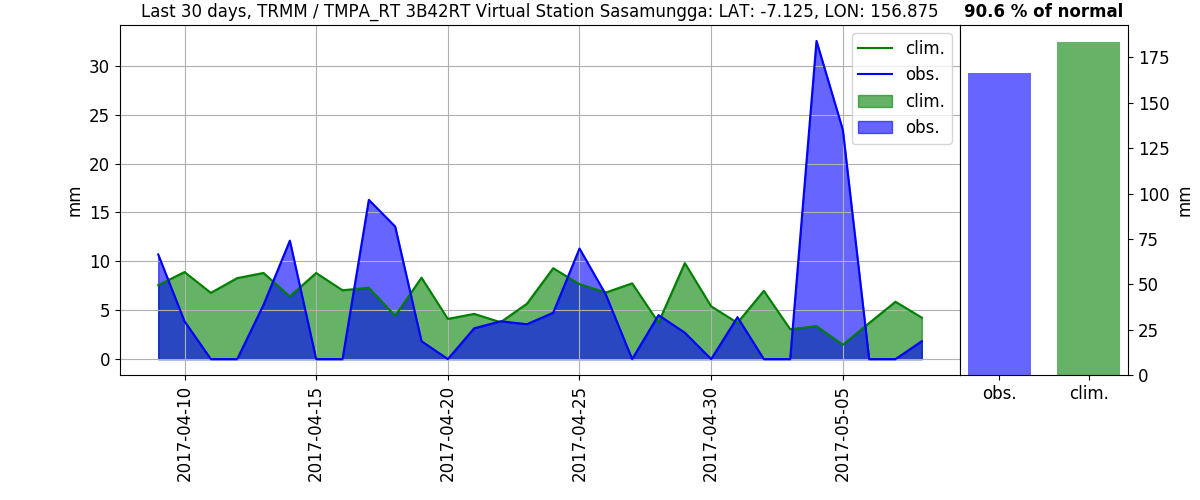 Last 30 days, TRMM / TMPA_RT 3B42RT Virtual Station Sasamungga: LAT: -7.125, LON: 156.875
90.6 % of normal
clim.
obs.
clim.
obs.
30
25
20
15
10
5
0
mm
2017-04-10
2017-04-15
2017-04-20
2017-04-25
2017-04-30
2017-05-05
175
150
125
100
75
50
25
0
mm
obs.
clim.